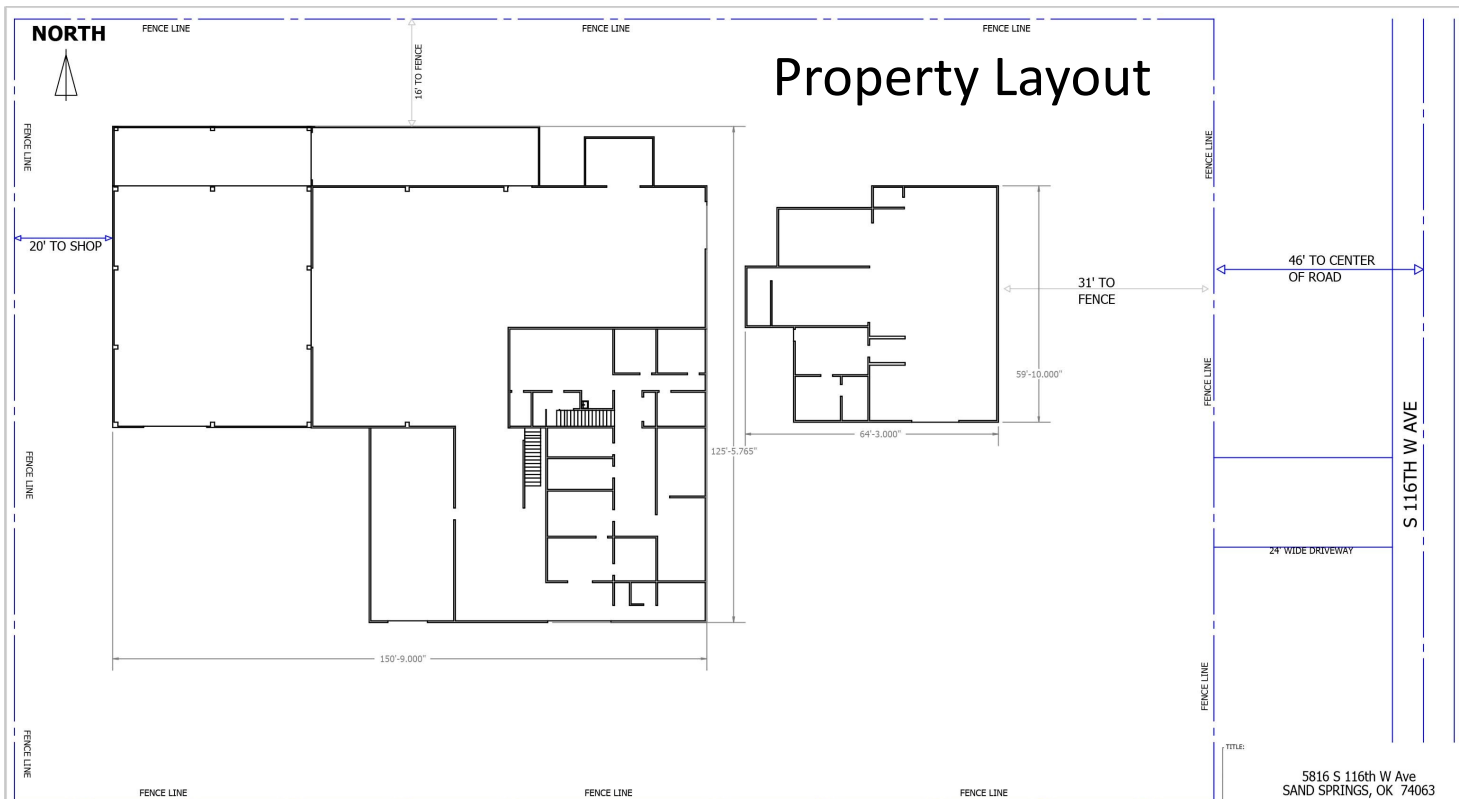 NORTH
FENCE LINE
FENCE LINE
FENCE LINE
Property Layout
16' TO FENCE
FENCE LINE
FENCE LINE
20' TO SHOP
46' TO CENTER
OF ROAD
31' TO
FENCE
59'-10.000"
FENCE LINE
64'-3.000"
125'-5.765"
S 116TH W AVE
FENCE LINE
24' WIDE DRIVEWAY
150'-9.000"
FENCE LINE
FENCE LINE
TITLE:
5816 S 116th W Ave
SAND SPRINGS, OK 74063
FENCE LINE
FENCE LINE
FENCE LINE